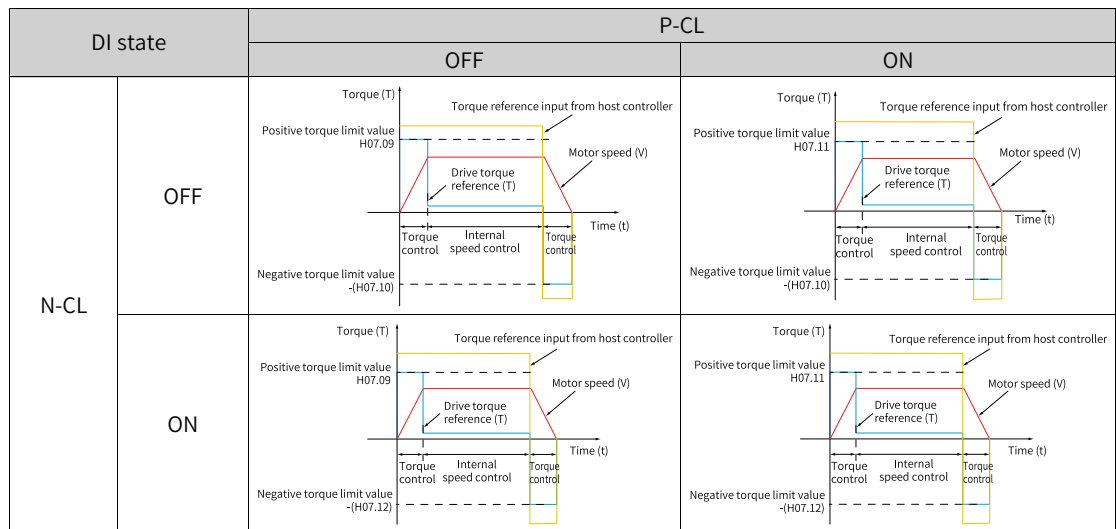 DI state
P-CL
OFF
ON
N-CL
OFF
Torque (T)
Torque reference input from host controller
Positive torque limit value
H07.09
Motor speed (V)
Drive torque
reference (T)
Time (t)
Torque
control
Internal
speed control
Torque
control
Negative torque limit value
-(H07.10)
Torque (T)
Torque reference input from host controller
Positive torque limit value
H07.11
Motor speed (V)
Drive torque
reference (T)
Time (t)
Torque
control
Internal
speed control
Torque
control
Negative torque limit value
-(H07.10)
ON
Torque (T)
Torque reference input from host controller
Positive torque limit value
H07.09
Motor speed (V)
Drive torque
reference (T)
Time (t)
Torque
control
Internal
speed control
Torque
control
Negative torque limit value
-(H07.12)
Torque (T)
Torque reference input from host controller
Positive torque limit value
H07.11
Motor speed (V)
Drive torque
reference (T)
Time (t)
Torque
control
Internal
speed control
Torque
control
Negative torque limit value
-(H07.12)